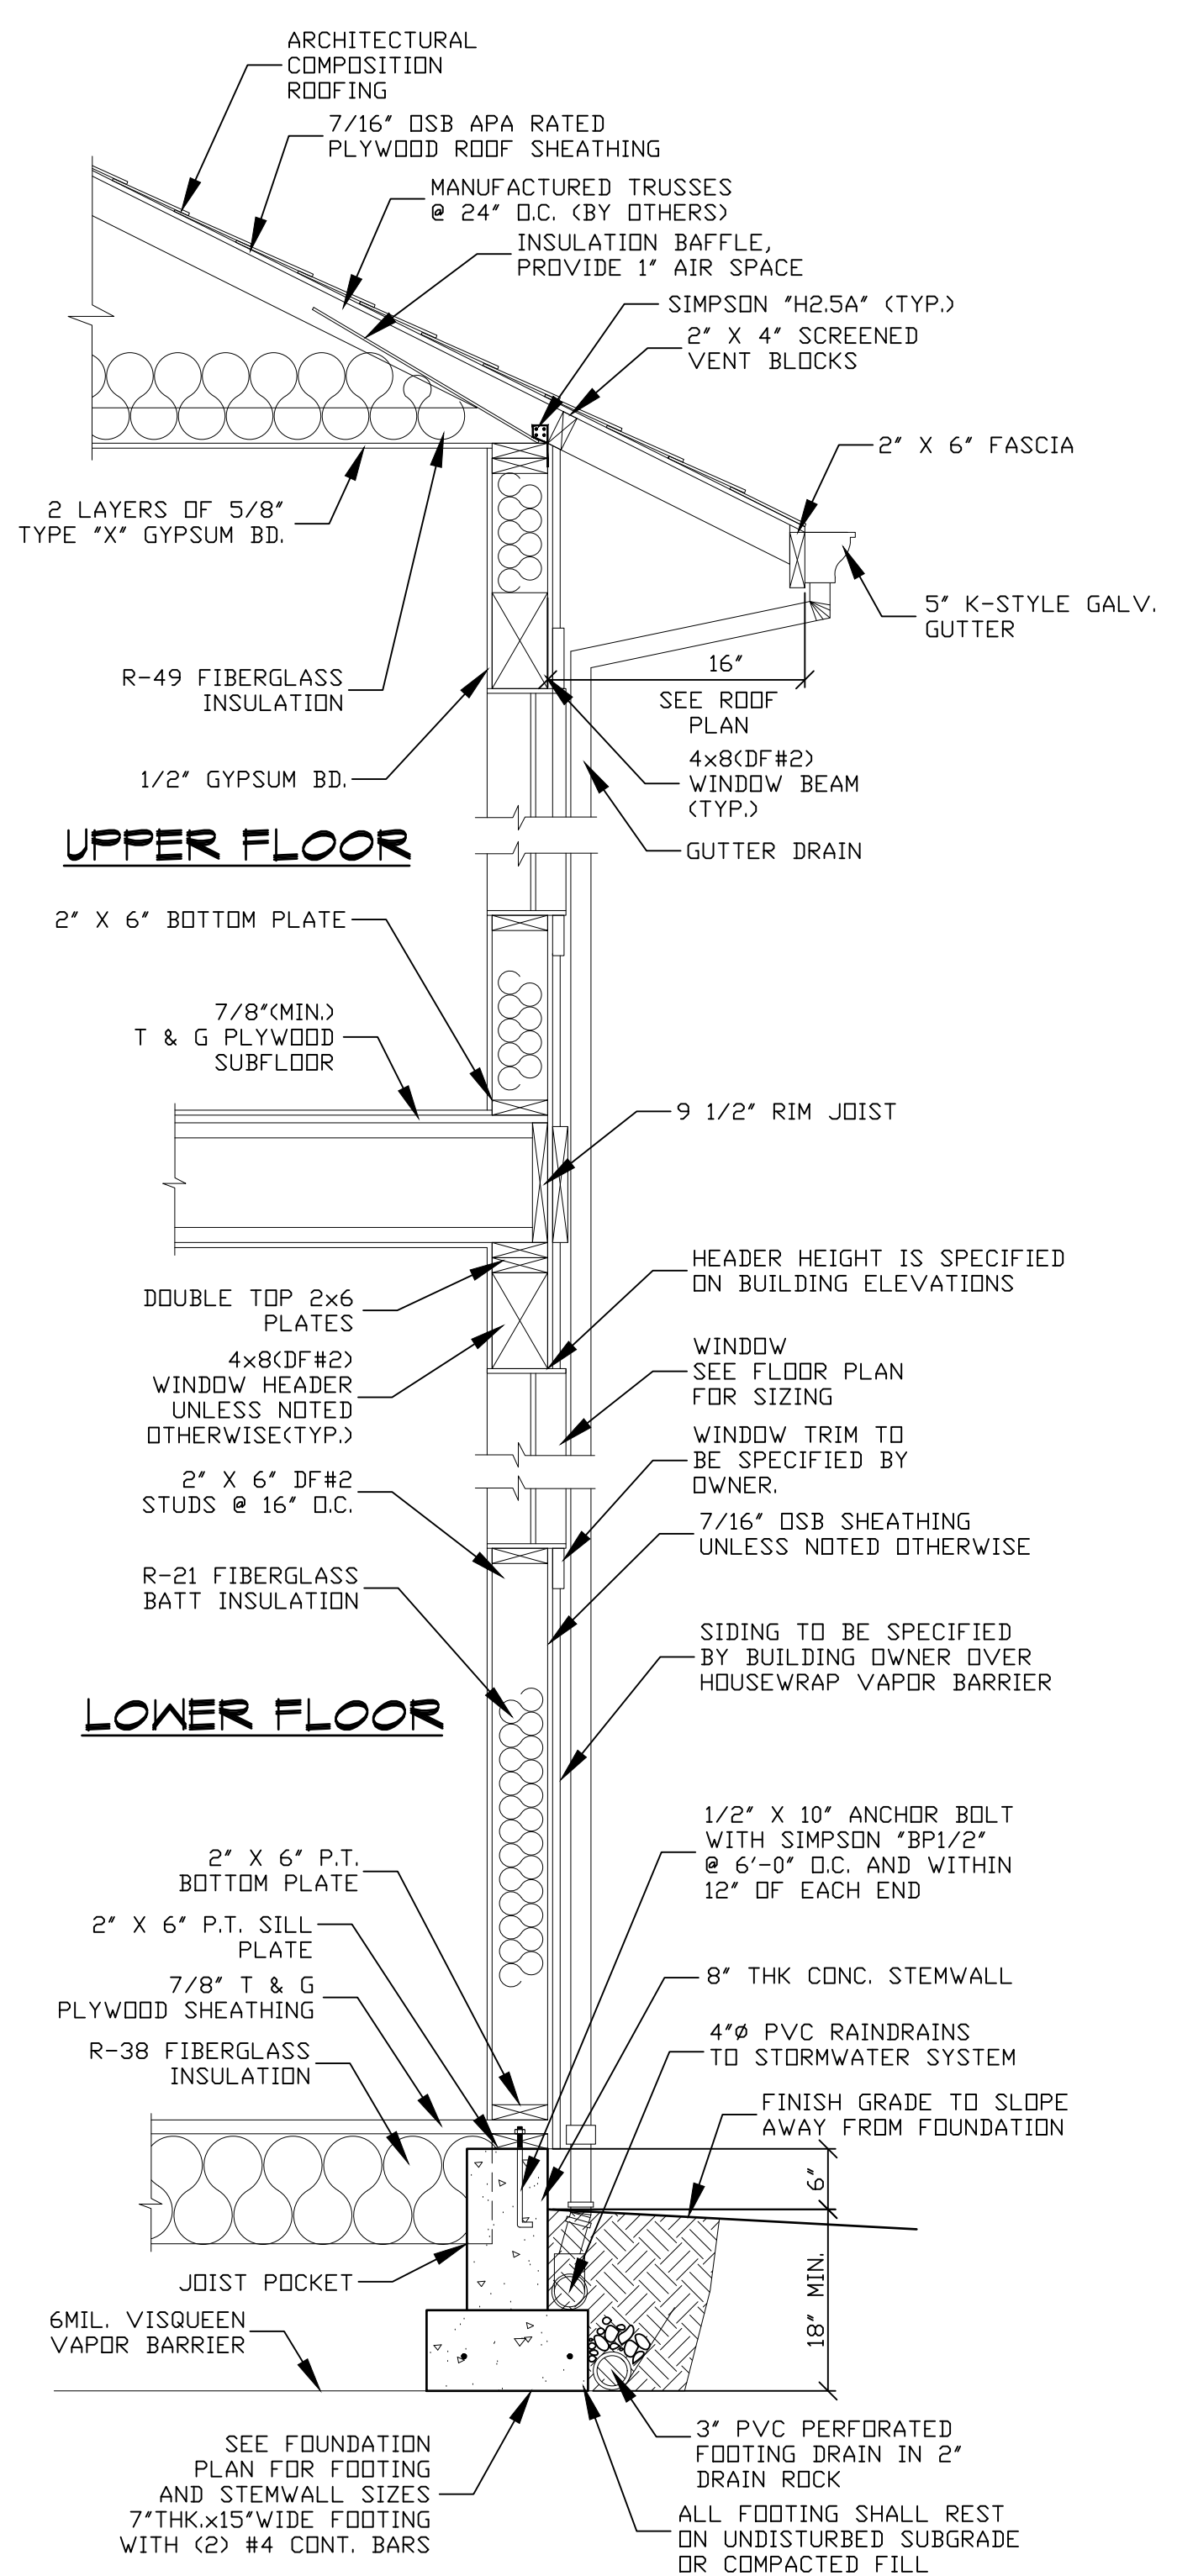 ARCHITECTURAL
COMPOSITION
ROOFING
7/16" OSB APA RATED
PLYWOOD ROOF SHEATHING
MANUFACTURED TRUSSES
@ 24" O.C. (BY OTHERS)
INSULATION BAFFLE,
PROVIDE 1" AIR SPACE
SIMPSON "H2.5A" (TYP.)
2" X 4" SCREENED
VENT BLOCKS
2" X 6" FASCIA
2 LAYERS OF 5/8"
TYPE "X" GYPSUM BD.
5" K-STYLE GALV.
GUTTER
R-49 FIBERGLASS
INSULATION
16"
SEE ROOF
PLAN
1/2" GYPSUM BD.
4x8(DF#2)
WINDOW BEAM
(TYP.)
UPPER FLOOR
GUTTER DRAIN
2" X 6" BOTTOM PLATE
7/8"(MIN.)
T & G PLYWOOD
SUBFLOOR
9 1/2" RIM JOIST
HEADER HEIGHT IS SPECIFIED
ON BUILDING ELEVATIONS
DOUBLE TOP 2x6
PLATES
4x8(DF#2)
WINDOW HEADER
UNLESS NOTED
OTHERWISE(TYP.)
WINDOW
SEE FLOOR PLAN
FOR SIZING
WINDOW TRIM TO
BE SPECIFIED BY
OWNER.
2" X 6" DF#2
STUDS @ 16" O.C.
7/16" OSB SHEATHING
UNLESS NOTED OTHERWISE
R-21 FIBERGLASS
BATT INSULATION
SIDING TO BE SPECIFIED
BY BUILDING OWNER OVER
HOUSEWRAP VAPOR BARRIER
LOWER FLOOR
1/2" X 10" ANCHOR BOLT
WITH SIMPSON "BP1/2"
@ 6'-0" O.C. AND WITHIN
12" OF EACH END
2" X 6" P.T.
BOTTOM PLATE
2" X 6" P.T. SILL
PLATE
7/8" T & G
PLYWOOD SHEATHING
R-38 FIBERGLASS
INSULATION
8" THK CONC. STEMWALL
4"Ø PVC RAINDRAINS
TO STORMWATER SYSTEM
FINISH GRADE TO SLOPE
AWAY FROM FOUNDATION
6"
18" MIN.
JOIST POCKET
6MIL. VISQUEEN
VAPOR BARRIER
SEE FOUNDATION
PLAN FOR FOOTING
AND STEMWALL SIZES
7"THK.x15"WIDE FOOTING
WITH (2) #4 CONT. BARS
3" PVC PERFORATED
FOOTING DRAIN IN 2"
DRAIN ROCK
ALL FOOTING SHALL REST
ON UNDISTURBED SUBGRADE
OR COMPACTED FILL